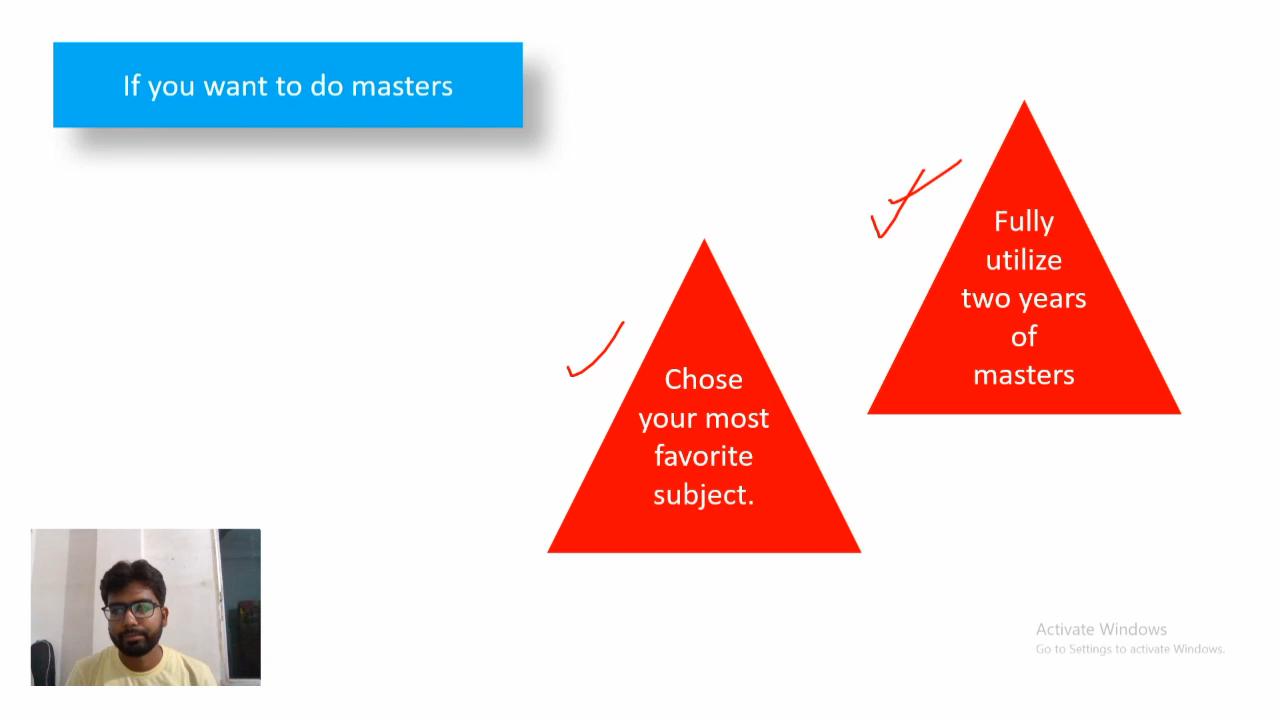 If you want to do masters
Fully
utilize
two years
of
masters
Chose
your most
favorite
subject.
Activate Windows
Go to Settings to activate Windows.